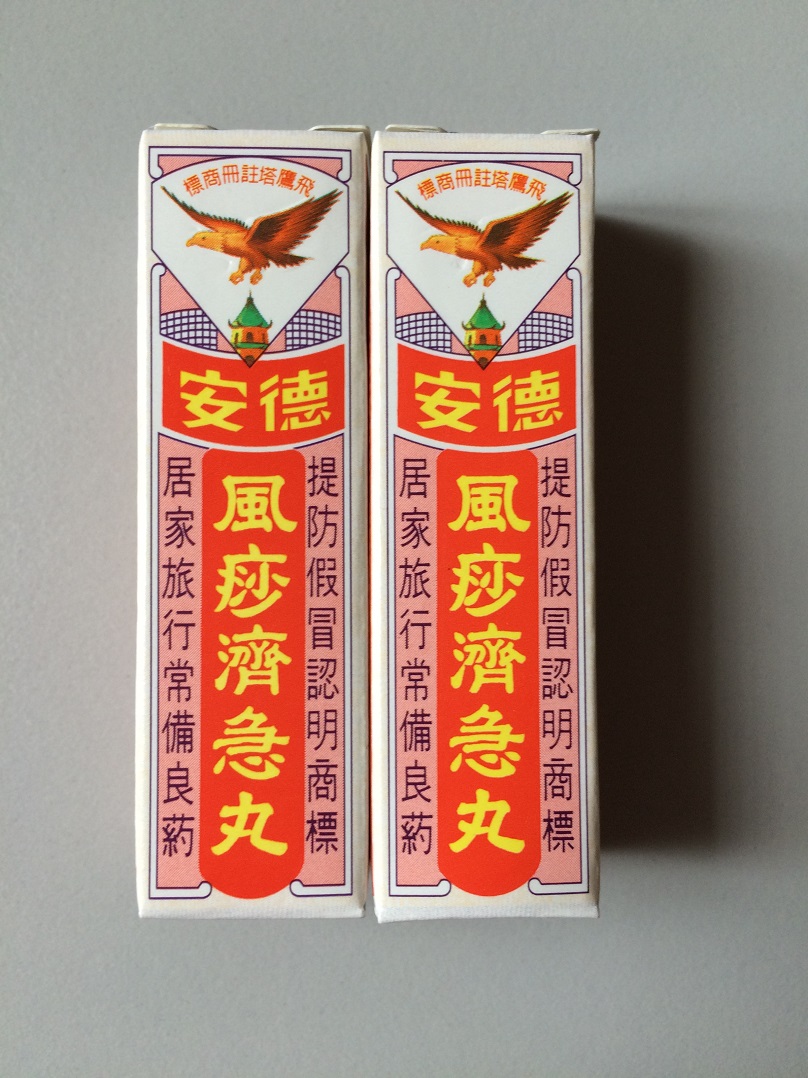 飛鷹塔註冊商標
德安
提防假冒認明商標
風痧濟急丸
居家旅行常備良葯
飛鷹塔註冊商標
德安
提防假冒認明商標
風痧濟急丸
居家旅行常備良葯